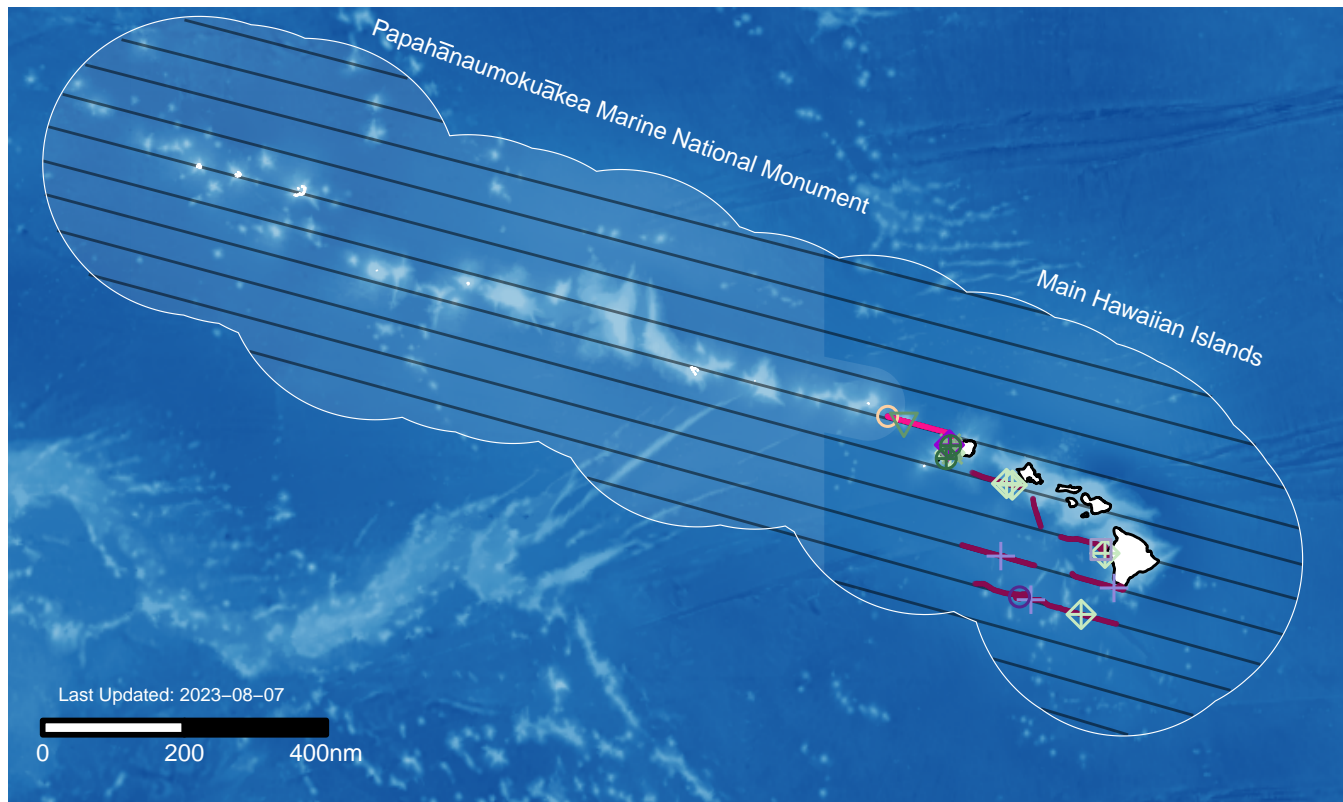 Papahānaumokuākea Marine National Monument
Main Hawaiian Islands
Last Updated: 2023−08−07
0 200 400nm